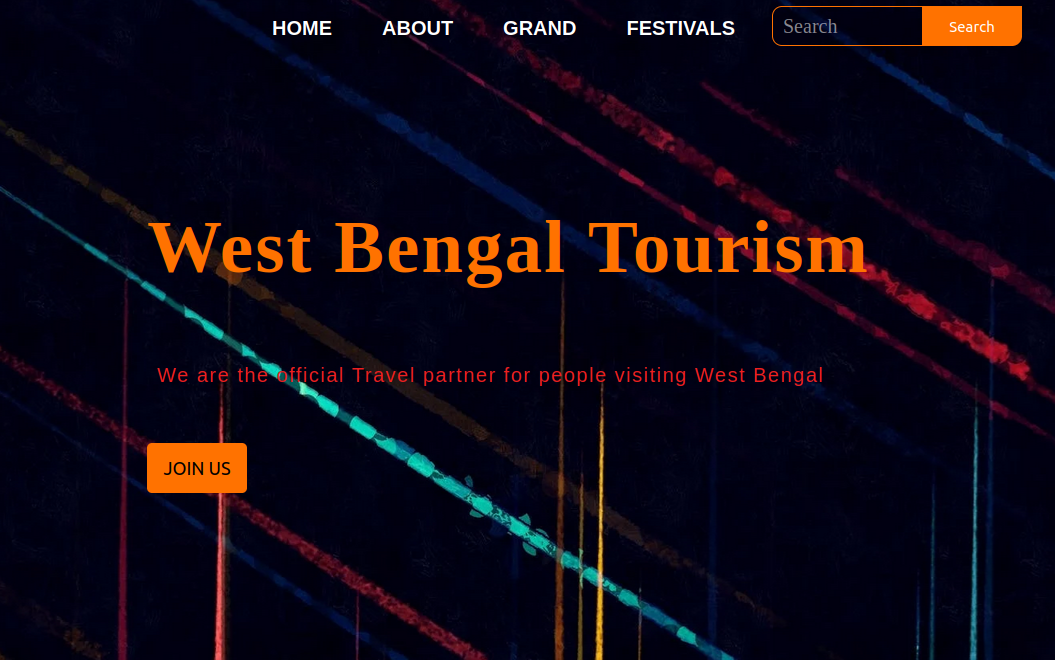 HOME ABOUT GRAND FESTIVALS Search Search
West Bengal Tourism
We are the official Travel partner for people visiting West Bengal
JOIN US